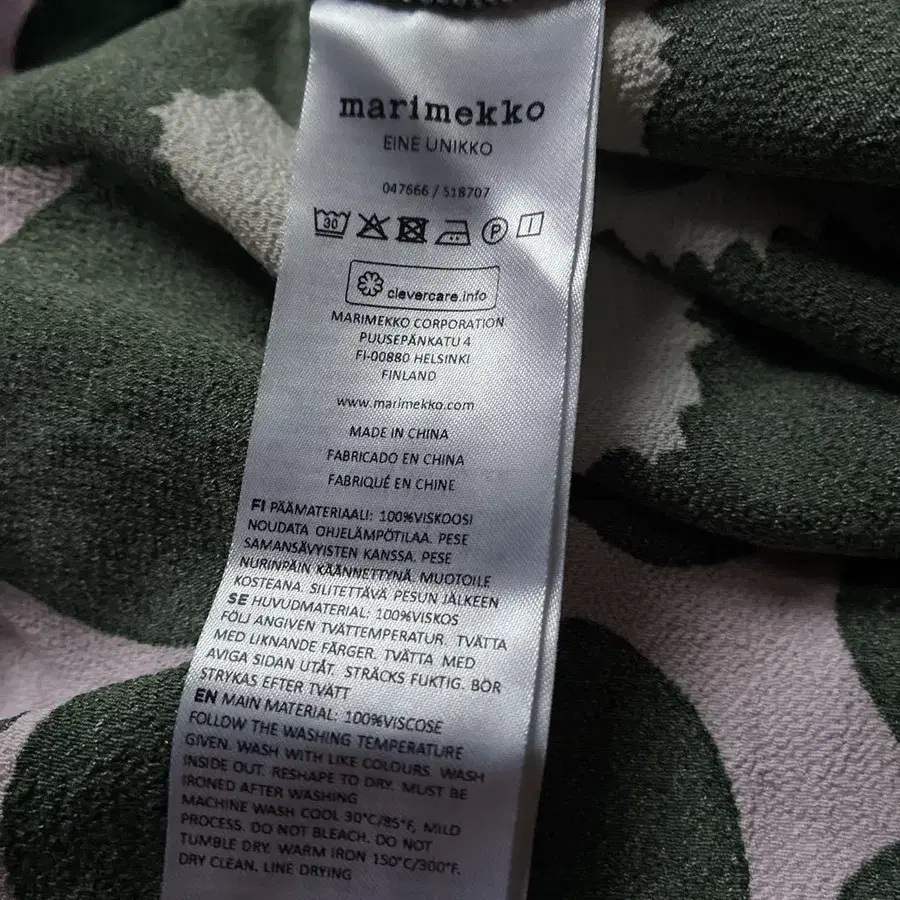 marimekko
EINE UNIKKO
047666 / 518707
30
P
clevercare.info
MARIMEKKO CORPORATION
PUUSEPÄNKATU 4
FI-00880 HELSINKI
FINLAND
www.marimekko.com
MADE IN CHINA
FABRICADO EN CHINA
FABRIQUÉ EN CHINE
FI PÄÄMATERIAALI: 100%VISKOOSI
NOUDATA OHJELÄMPÖTILAA. PESE
SAMANSÄVYISTEN KANSSA. PESE
NURINPÄIN KÄÄNNETTYNÄ. MUOTOILE
KOSTEANA. SILITETTÄVÄ PESUN JÄLKEEN
SE HUVUDMATERIAL: 100%VISKOS
FÖLJ ANGIVEN TVÄTTEMPERATUR. TVÄTTA
MED LIKNANDE FÄRGER. TVÄTTA MED
AVIGA SIDAN UTÅT. STRÄCKS FUKTIG. BÖR
STRYKAS EFTER TVÄTT
EN MAIN MATERIAL: 100%VISCOSE
FOLLOW THE WASHING TEMPERATURE
GIVEN. WASH WITH LIKE COLOURS. WASH
INSIDE OUT. RESHAPE TO DRY. MUST BE
IRONED AFTER WASHING
MACHINE WASH COOL 30°C/85°F, MILD
PROCESS. DO NOT BLEACH. DO NOT
TUMBLE DRY. WARM IRON 150°C/300°F.
DRY CLEAN. LINE DRYING